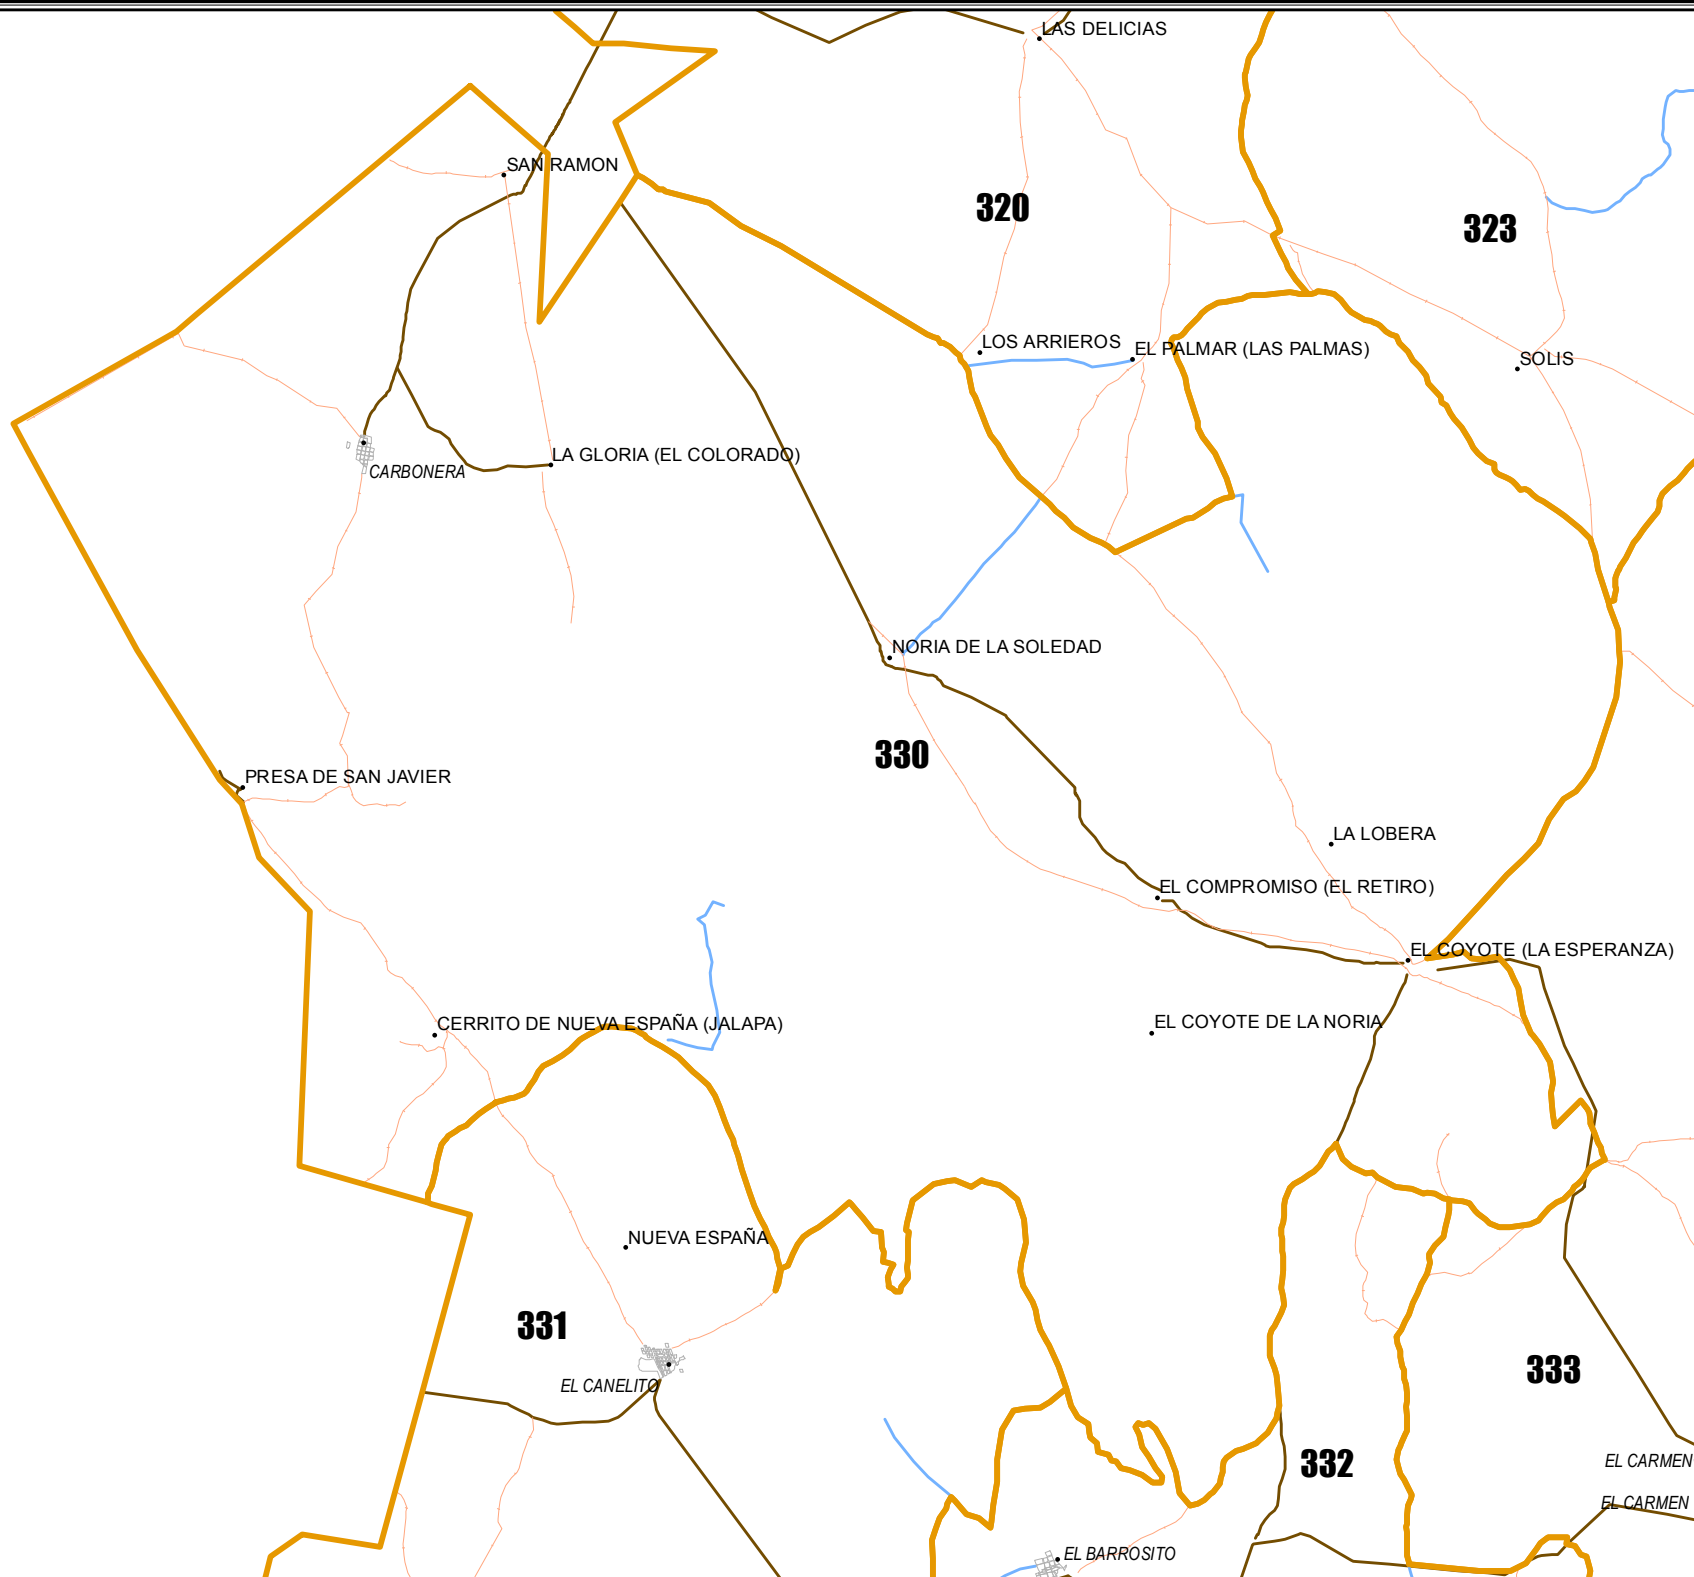 LAS DELICIAS
SAN RAMON
320
323
LOS ARRIEROS
EL PALMAR (LAS PALMAS)
SOLIS
LA GLORIA (EL COLORADO)
CARBONERA
NORIA DE LA SOLEDAD
330
PRESA DE SAN JAVIER
LA LOBERA
EL COMPROMISO (EL RETIRO)
EL COYOTE (LA ESPERANZA)
CERRITO DE NUEVA ESPAÑA (JALAPA)
EL COYOTE DE LA NORIA
NUEVA ESPAÑA
331
333
EL CANELITO
332
EL CARMEN
EL CARMEN
EL BARROSITO